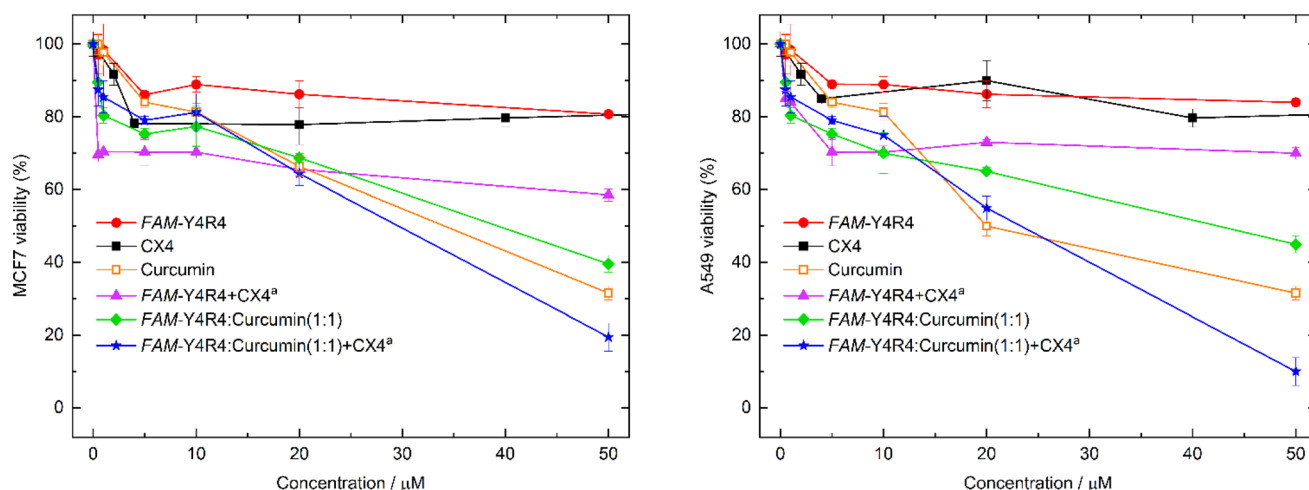 MCF7 viability (%)
100
80
60
40
20
0
FAM-Y4R4
CX4
Curcumin
FAM-Y4R4+CX4ᵃ
FAM-Y4R4:Curcumin(1:1)
FAM-Y4R4:Curcumin(1:1)+CX4ᵃ
0 10 20 30 40 50
Concentration / μM
A549 viability (%)
100
80
60
40
20
0
FAM-Y4R4
CX4
Curcumin
FAM-Y4R4+CX4ᵃ
FAM-Y4R4:Curcumin(1:1)
FAM-Y4R4:Curcumin(1:1)+CX4ᵃ
0 10 20 30 40 50
Concentration / μM